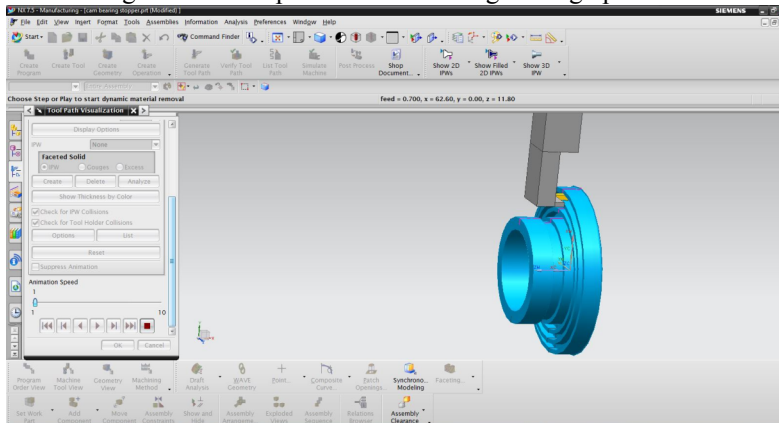 NX 7.5 - Manufacturing - [cam bearing stopper.prt (Modified) ]
SIEMENS
File Edit View Insert Format Tools Assemblies Information Analysis Preferences Window Help
Start Command Finder
Create Program
Create Tool
Create Geometry
Create Operation
Generate Tool Path
Verify Tool Path
List Tool Path
Simulate Machine
Post Process
Shop Document...
Show 2D IPWs
Show Filled 2D IPWs
Show 3D IPW
Choose Step or Play to start dynamic material removal
feed = 0.700, x = 62.60, y = 0.00, z = 11.80
Tool Path Visualization
Display Options
IPW None
Faceted Solid
IPW Gouges Excess
Create Delete Analyze
Show Thickness by Color
Check for IPW Collisions
Check for Tool Holder Collisions
Options List
Reset
Suppress Animation
Animation Speed
1
1 10
OK Cancel
Program Order View
Machine Tool View
Geometry View
Machining Method
Draft Analysis
WAVE Geometry
Point...
Composite Curve...
Patch Openings...
Synchrono... Modeling
Faceting...
Set Work Part
Add Component
Move Component
Assembly Constraints
Show and Hide
Assembly
Exploded Views
Assembly Sequence
Relations Browser
Assembly Clearance